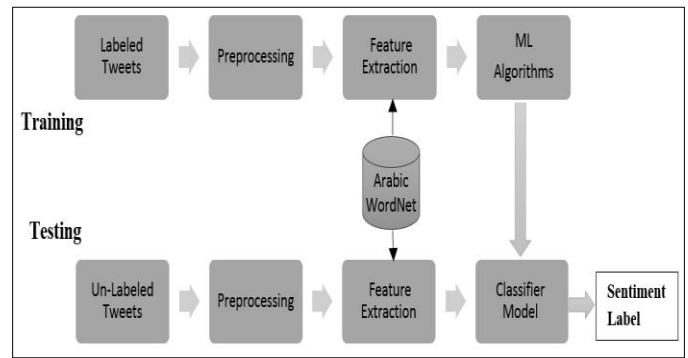 Labeled
Tweets
Preprocessing
Feature
Extraction
ML
Algorithms
Training
Arabic
WordNet
Testing
Un-Labeled
Tweets
Preprocessing
Feature
Extraction
Classifier
Model
Sentiment
Label